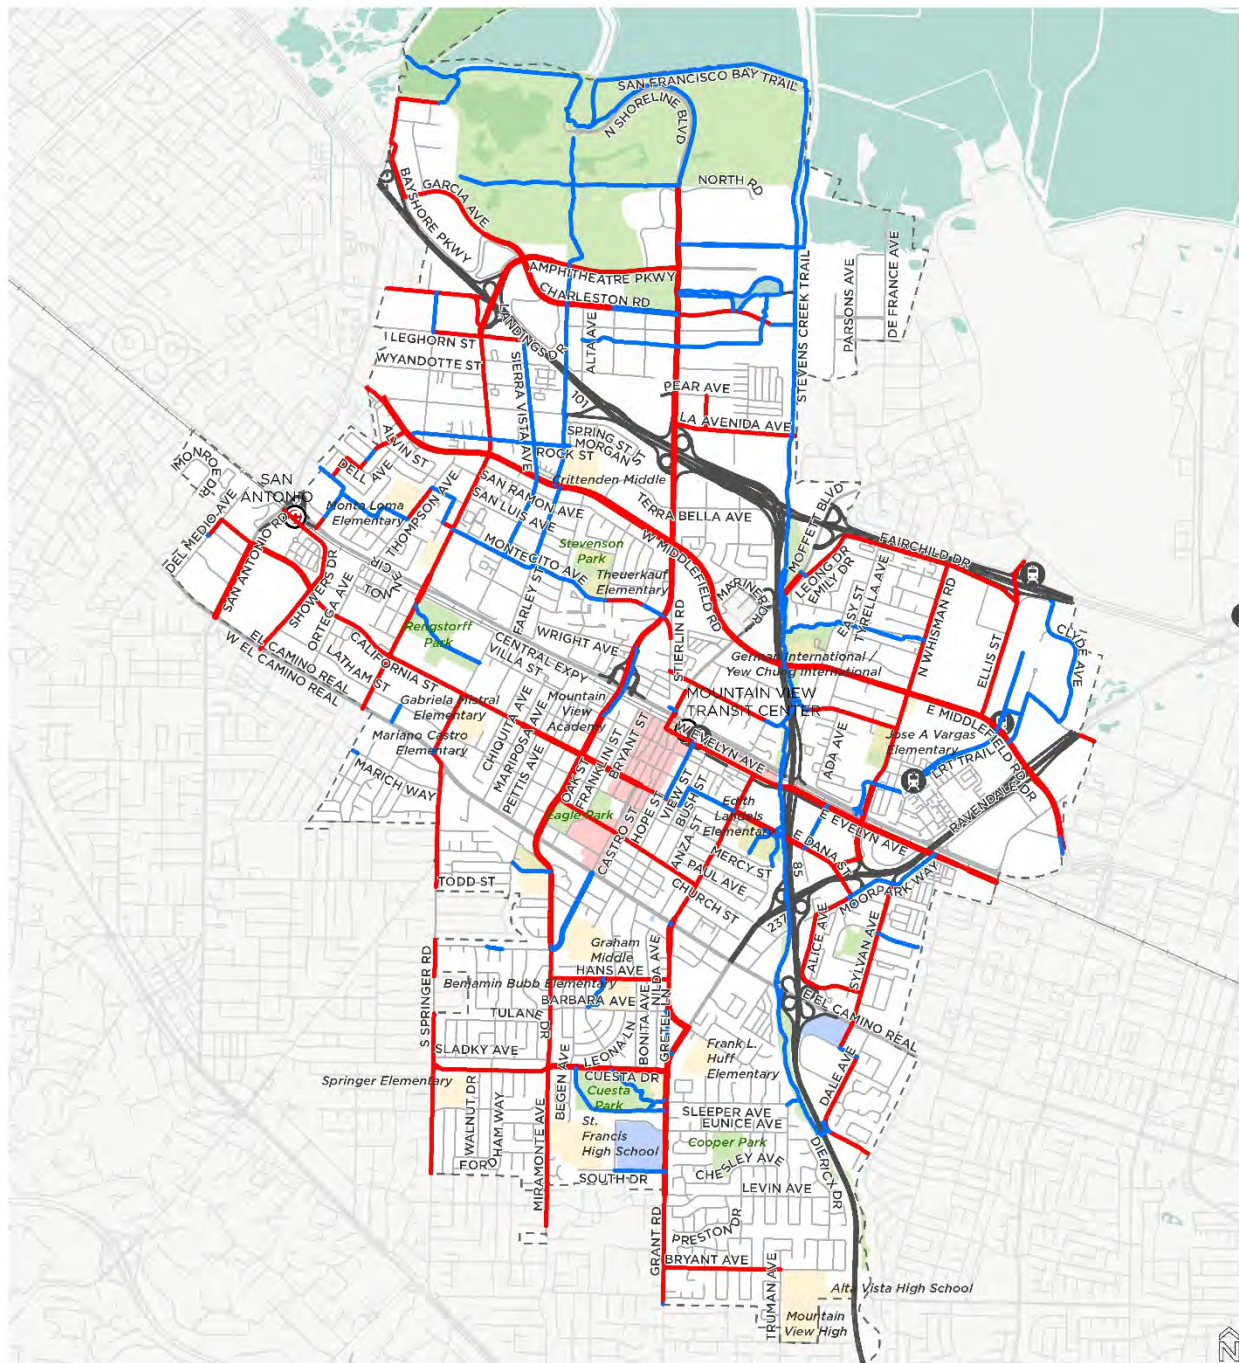 SAN FRANCISCO BAY TRAIL
N SHORELINE BLVD
NORTH RD
GARCIA AVE
BAYSHORE PKWY
STEVENS CREEK TRAIL
PARSONS AVE
DE FRANCE AVE
AMPHITHEATRE PKWY
CHARLESTON RD
LANDINGS DR
ALTA AVE
LEGHORN ST
WYANDOTTE ST
SIERRA VISTA AVE
101
PEAR AVE
LA AVENIDA AVE
SPRING ST
MORGAN ST
ROCK ST
Crittenden Middle
ALVIN ST
DELL AVE
MONROE DR
SAN
ANTONIO
DEL MEDIO AVE
SAN ANTONIO RD
Monta Loma
Elementary
THOMPSON AVE
SAN RAMON AVE
SAN LUIS AVE
MONTECITO AVE
TERRA BELLA AVE
W MIDDLEFIELD RD
Stevenson
Park
Theuerkauf
Elementary
MOFFETT BLVD
FAIRCHILD DR
LEONG DR
EMILY DR
EASY ST
TYRELLA AVE
N WHISMAN RD
ELLIS ST
CLYDE AVE
MARINER DR
SHOWERS DR
ORTEGA AVE
LATHAM ST
CALIFORNIA ST
EL CAMINO REAL
W EL CAMINO REAL
Rengstorff
Park
FARLEY ST
WRIGHT AVE
CENTRAL EXPY
VILLA ST
STIERLIN RD
German International /
Yew Chung International
MOUNTAIN VIEW
TRANSIT CENTER
E MIDDLEFIELD RD
Jose A Vargas
Elementary
LRT TRAIL
RAVENDALE DR
Gabriela Mistral
Elementary
Mariano Castro
Elementary
Mountain
View
Academy
CHIQUITA AVE
MARIPOSA AVE
PETTIS AVE
MARICH WAY
OAK ST
FRANKLIN ST
BRYANT ST
W EVELYN AVE
ADA AVE
Eagle Park
CASTRO ST
HOPE ST
VIEW ST
BUSH ST
ANZA ST
Edith
Landels
Elementary
E EVELYN AVE
E DANA ST
MERCY ST
PAUL AVE
CHURCH ST
85
237
MOORPARK WAY
ALICE AVE
SYLVAN AVE
TODD ST
S SPRINGER RD
Graham
Middle
HANS AVE
Benjamin Bubb Elementary
BARBARA AVE
TULANE DR
NILDA AVE
BONITA AVE
GRETEL LN
LEONA LN
E EL CAMINO REAL
SLADKY AVE
CUESTA DR
Cuesta
Park
Frank L.
Huff
Elementary
DALE AVE
Springer Elementary
WALNUT DR
BEGEN AVE
MIRAMONTE AVE
St.
Francis
High School
SLEEPER AVE
EUNICE AVE
Cooper Park
CHESLEY AVE
LEVIN AVE
DIERICX DR
SOUTH DR
GRANT RD
PRESTON DR
BRYANT AVE
TRUMAN AVE
Alta Vista High School
Mountain
View High
N